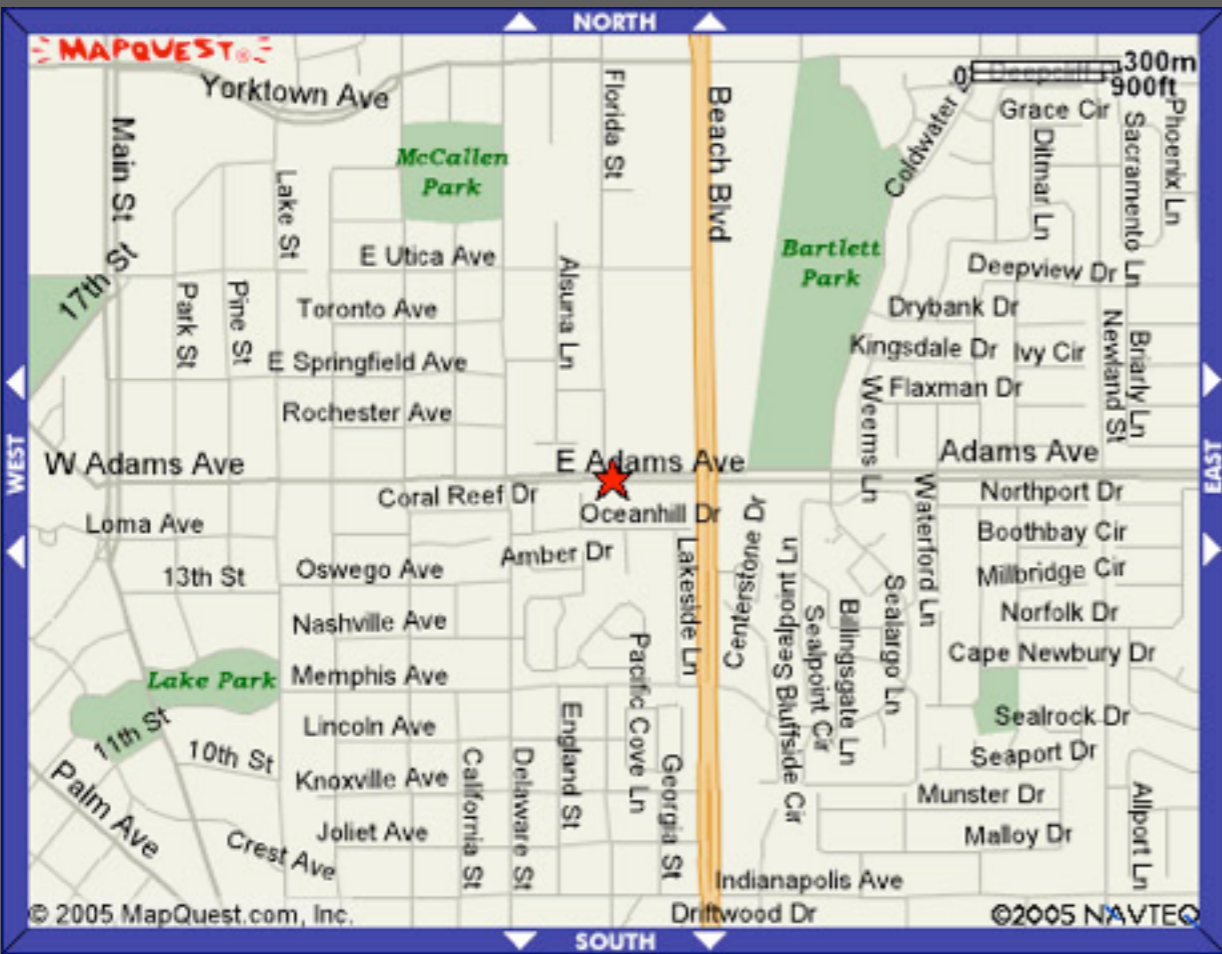 NORTH
MAPQUEST®
300m
0
Deepcliff
900ft
Yorktown Ave
Florida St
Beach Blvd
Coldwater
Grace Cir
Phoenix Ln
Sacramento Ln
Ditmar Ln
Main St
McCallen
Park
Lake St
17th St
E Utica Ave
Alsuna Ln
Bartlett
Park
Deepview Dr
Park St
Pine St
Toronto Ave
Drybank Dr
Kingsdale Dr
Ivy Cir
Newland St
Briarly Ln
E Springfield Ave
Flaxman Dr
Weems Ln
Rochester Ave
WEST
EAST
W Adams Ave
E Adams Ave
Adams Ave
Coral Reef Dr
Oceanhill Dr
Waterford Ln
Northport Dr
Loma Ave
Boothbay Cir
Amber Dr
Lakeside Ln
Centerstone Dr
13th St
Oswego Ave
Millbridge Cir
Seapoint Ln
Sealpoint Cir
Billingsgate Ln
Sealargo Ln
Nashville Ave
Norfolk Dr
Pacific Cove Ln
Cape Newbury Dr
Lake Park
Memphis Ave
Bluffside Cir
11th St
Lincoln Ave
England St
Sealrock Dr
10th St
Seaport Dr
Palm Ave
Knoxville Ave
California St
Delaware St
Georgia St
Munster Dr
Allport Ln
Crest Ave
Joliet Ave
Malloy Dr
Indianapolis Ave
© 2005 MapQuest.com, Inc.
Driftwood Dr
©2005 NAVTEQ
SOUTH